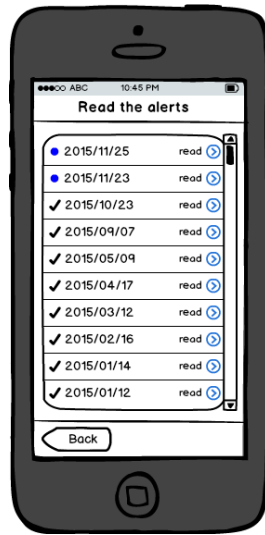 ABC 10:45 PM
Read the alerts
2015/11/25 read
2015/11/23 read
2015/10/23 read
2015/09/07 read
2015/05/09 read
2015/04/17 read
2015/03/12 read
2015/02/16 read
2015/01/14 read
2015/01/12 read
Back